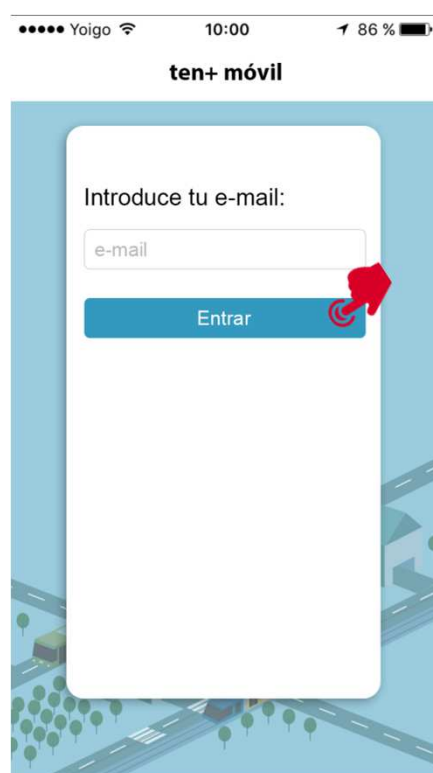 Yoigo 10:00 86 %
ten+ móvil
Introduce tu e-mail:
e-mail
Entrar